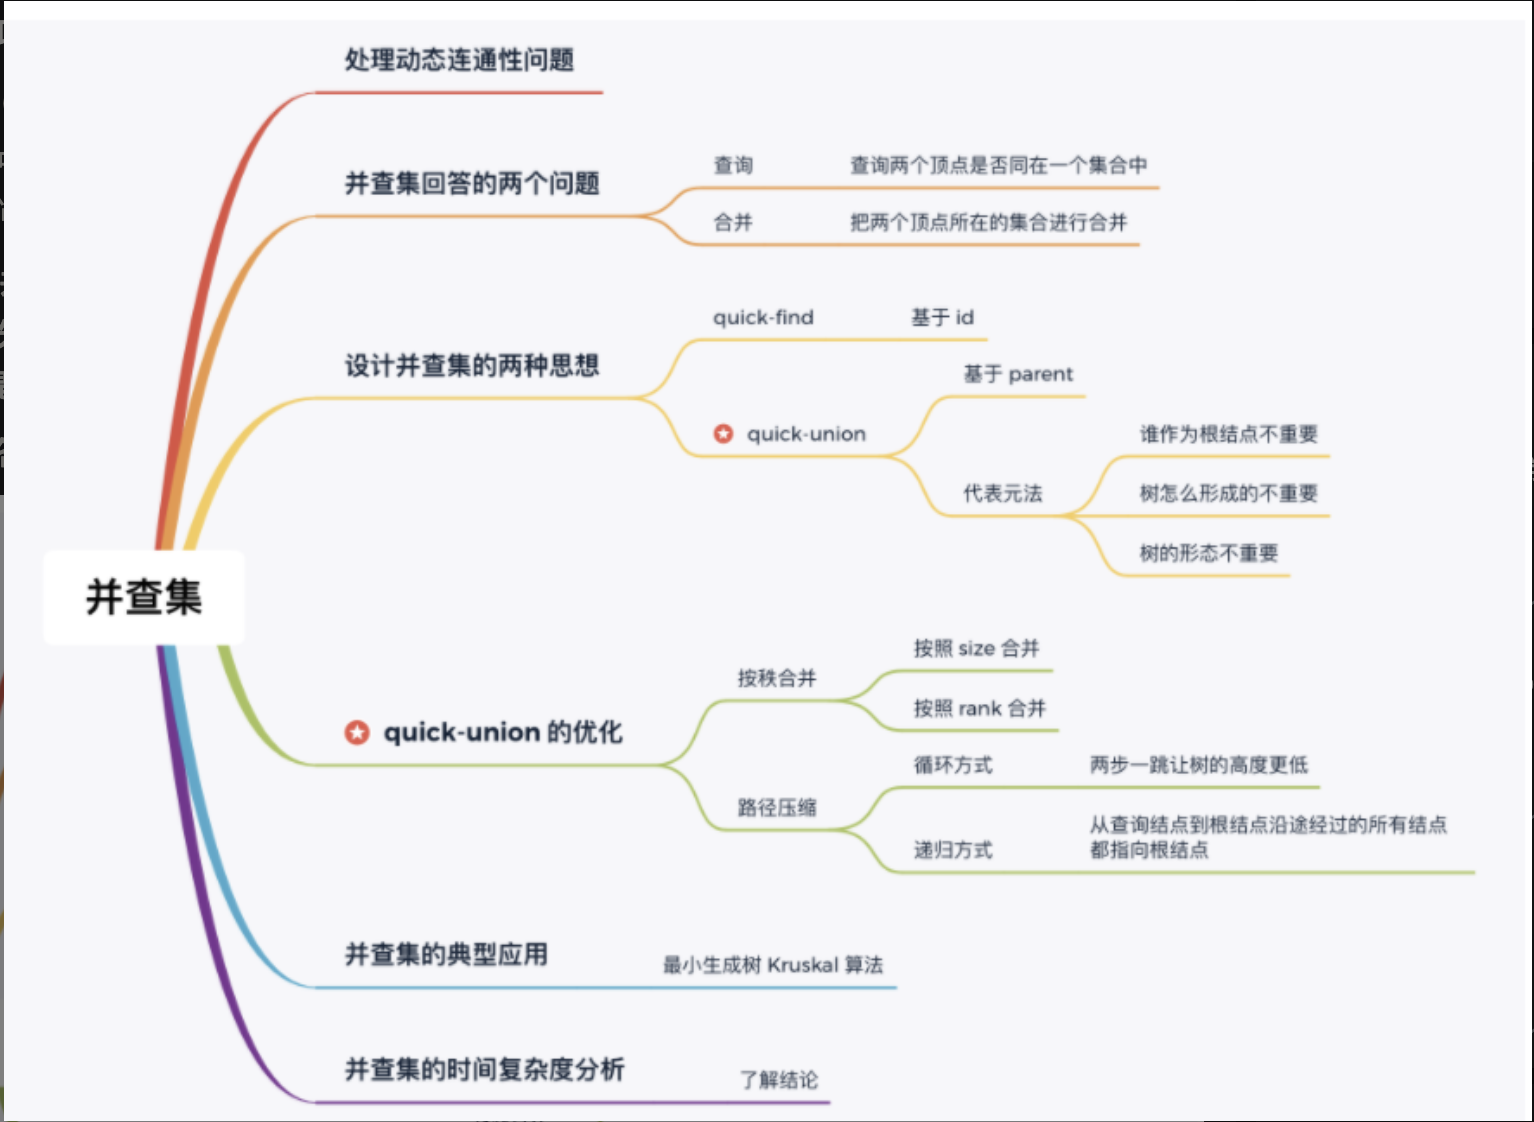 处理动态连通性问题
并查集回答的两个问题
查询 查询两个顶点是否同在一个集合中
合并 把两个顶点所在的集合进行合并
设计并查集的两种思想
quick-find 基于 id
quick-union
基于 parent
代表元法
谁作为根结点不重要
树怎么形成的不重要
树的形态不重要
并查集
quick-union 的优化
按秩合并
按照 size 合并
按照 rank 合并
路径压缩
循环方式 两步一跳让树的高度更低
递归方式 从查询结点到根结点沿途经过的所有结点
都指向根结点
并查集的典型应用 最小生成树 Kruskal 算法
并查集的时间复杂度分析 了解结论